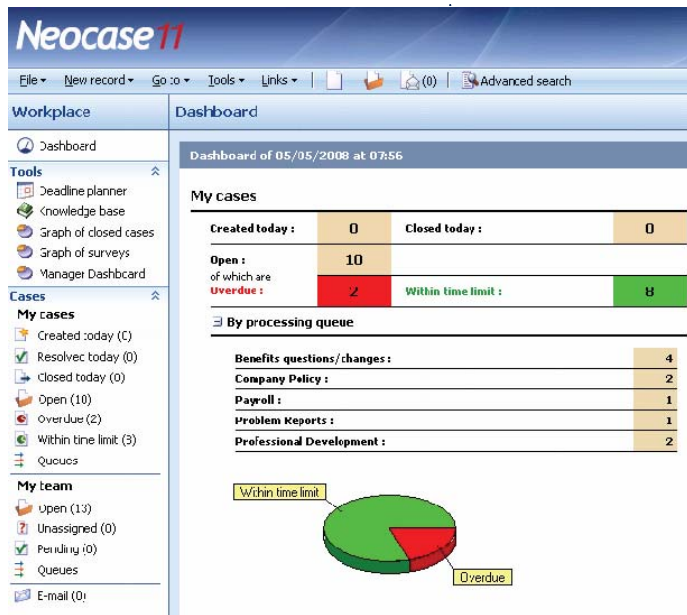 Neocase 11
File New record Go to Tools Links (0) Advanced search
Workplace
Dashboard
Tools
Deadline planner
Knowledge base
Graph of closed cases
Graph of surveys
Manager Dashboard
Cases
My cases
Created today (0)
Resolved today (0)
Closed today (0)
Open (10)
Overdue (2)
Within time limit (3)
Queues
My team
Open (13)
Unassigned (0)
Pending (0)
Queues
E-mail (0)
Dashboard
Dashboard of 05/05/2008 at 07:56
My cases
Created today : 0 Closed today : 0
Open : 10
of which are
Overdue : 2 Within time limit : 8
By processing queue
Benefits questions/changes : 4
Company Policy : 2
Payroll : 1
Problem Reports : 1
Professional Development : 2
Within time limit
Overdue